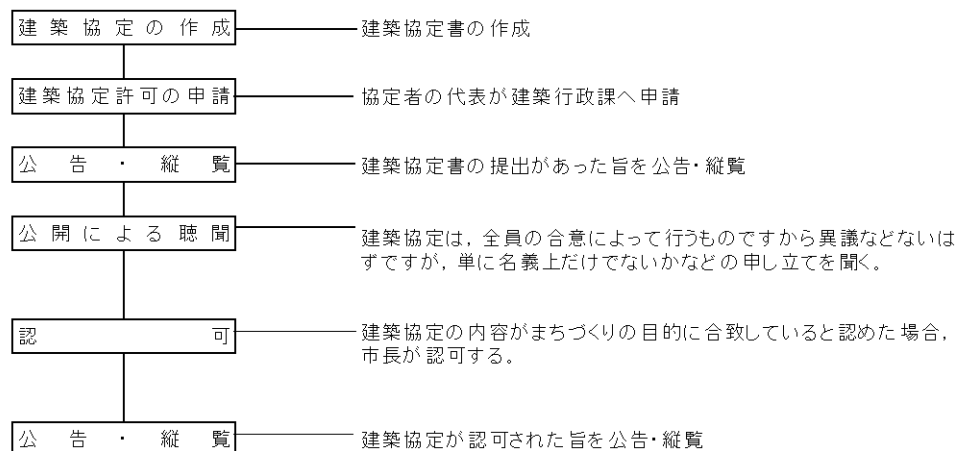 建築協定の作成
建築協定書の作成
建築協定許可の申請
協定者の代表が建築行政課へ申請
公告・縦覧
建築協定書の提出があった旨を公告・縦覧
公開による聴聞
建築協定は，全員の合意によって行うものですから異議などないは
ずですが，単に名義上だけでないかなどの申し立てを聞く。
認可
建築協定の内容がまちづくりの目的に合致していると認めた場合，
市長が認可する。
公告・縦覧
建築協定が認可された旨を公告・縦覧